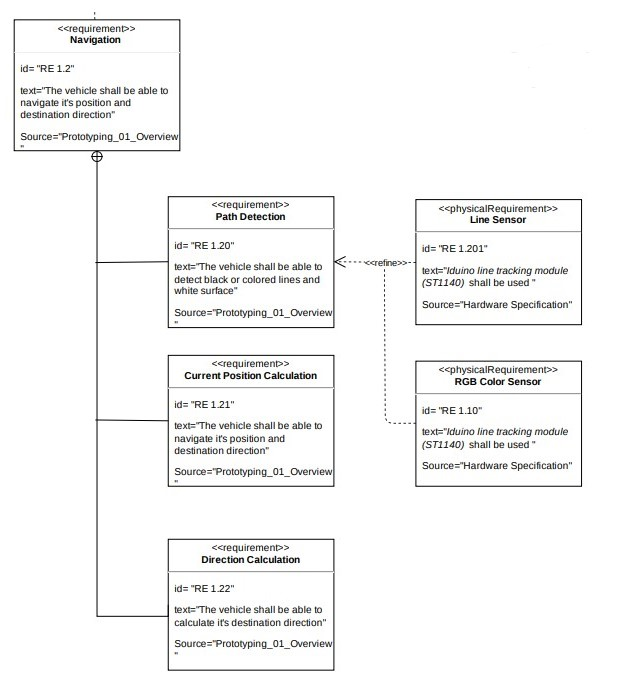 <<requirement>>
Navigation
id= "RE 1.2"
text="The vehicle shall be able to
navigate it's position and
destination direction"
Source="Prototyping_01_Overview
"
<<requirement>>
Path Detection
id= "RE 1.20"
text="The vehicle shall be able to
detect black or colored lines and
white surface"
Source="Prototyping_01_Overview
"
<<refine>>
<<physicalRequirement>>
Line Sensor
id= "RE 1.201"
text="Iduino line tracking module
(ST1140) shall be used "
Source="Hardware Specification"
<<requirement>>
Current Position Calculation
id= "RE 1.21"
text="The vehicle shall be able to
navigate it's position and
destination direction"
Source="Prototyping_01_Overview
"
<<physicalRequirement>>
RGB Color Sensor
id= "RE 1.10"
text="Iduino line tracking module
(ST1140) shall be used "
Source="Hardware Specification"
<<requirement>>
Direction Calculation
id= "RE 1.22"
text="The vehicle shall be able to
calculate it's destination direction"
Source="Prototyping_01_Overview
"